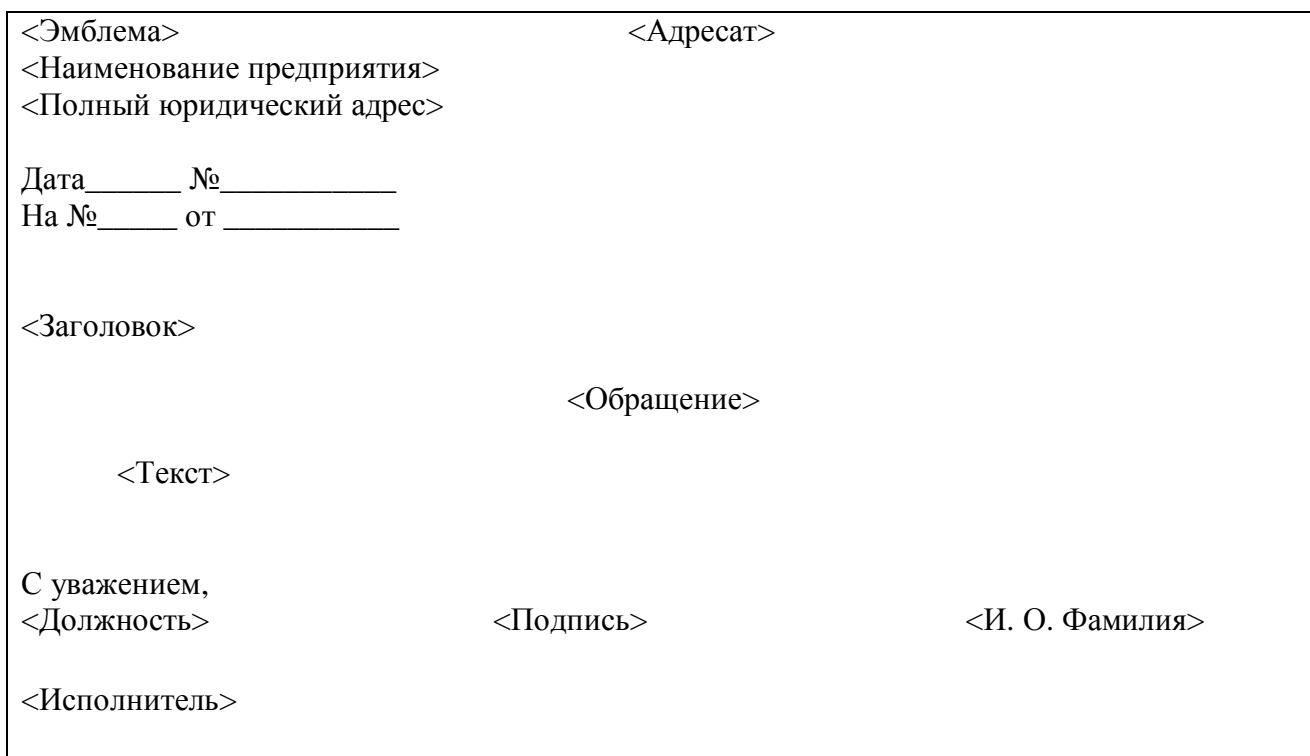 <Эмблема> <Адресат>
<Наименование предприятия>
<Полный юридический адрес>
Дата______ №___________
На №_____ от ___________
<Заголовок>
<Обращение>
<Текст>
С уважением,
<Должность> <Подпись> <И. О. Фамилия>
<Исполнитель>